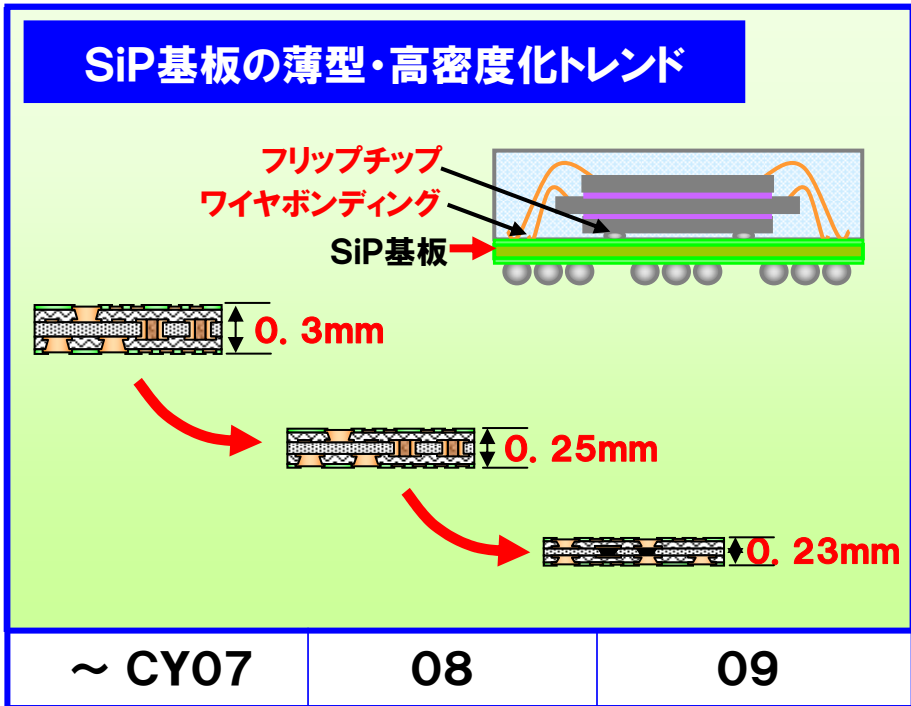 SiP基板の薄型・高密度化トレンド
フリップチップ
ワイヤボンディング
SiP基板
0. 3mm
0. 25mm
0. 23mm
～ CY07
08
09